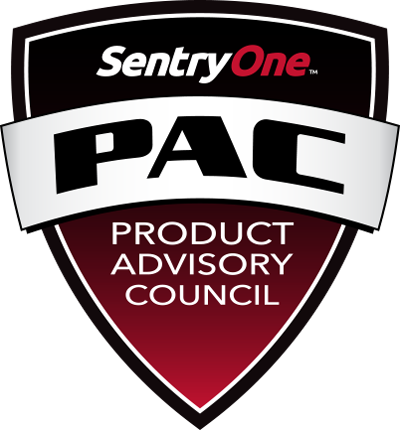 SentryOne™
PAC
PRODUCT
ADVISORY
COUNCIL